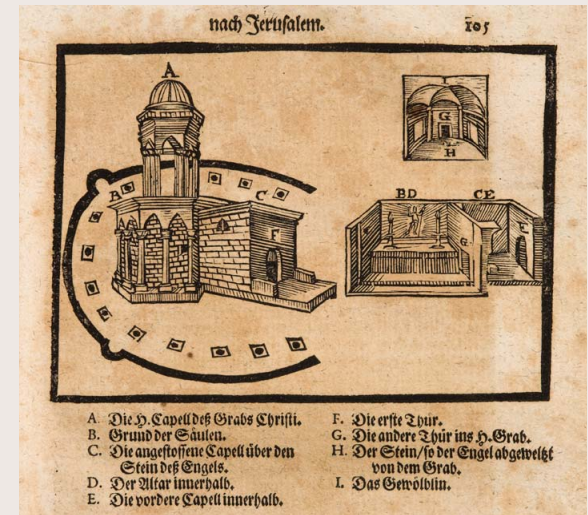 nach Jerusalem.
105
A
B
C
F
G
H
BD
CE
G
F
A. Die H. Capell deß Grabs Christi.
B. Grund der Säulen.
C. Die angestossene Capell über den
Stein deß Engels.
D. Der Altar innerhalb.
E. Die vordere Capell innerhalb.
F. Die erste Thür.
G. Die andere Thür ins H. Grab.
H. Der Stein / so der Engel abgeweltzt
von dem Grab.
I. Das Gewölblin.